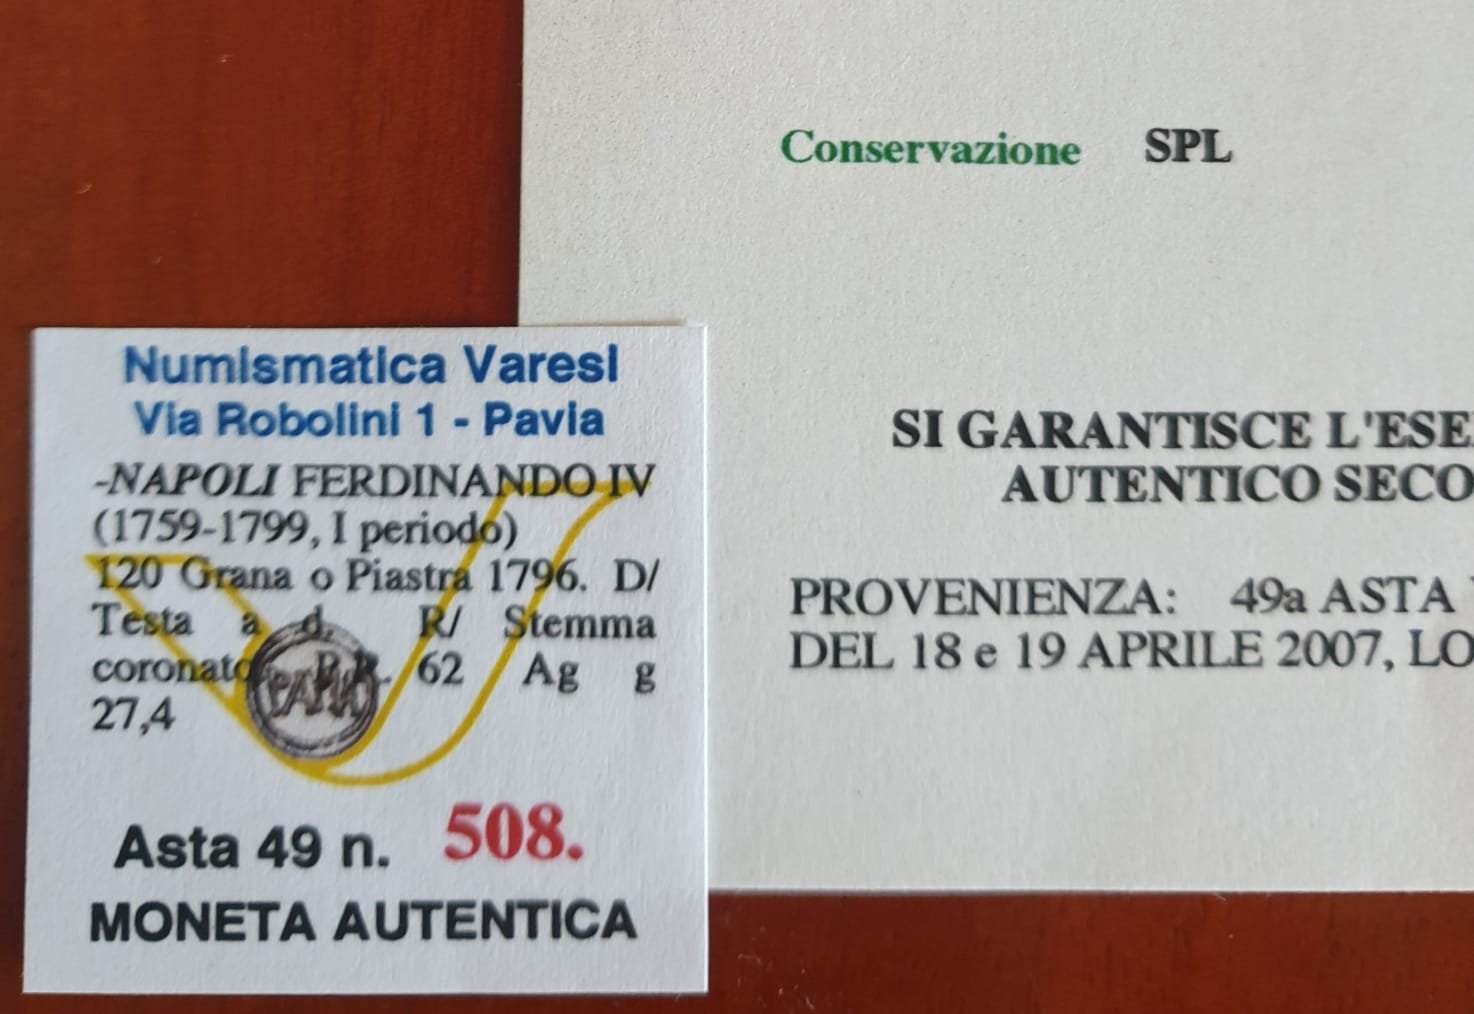 Conservazione SPL
SI GARANTISCE L'ESE
AUTENTICO SECO
PROVENIENZA: 49a ASTA
DEL 18 e 19 APRILE 2007, LO
Numismatica Varesi
Via Robolini 1 - Pavia
-NAPOLI FERDINANDO IV
(1759-1799, I periodo)
120 Grana o Piastra 1796. D/
Testa a d. R/ Stemma
coronato. P.R. 62 Ag g
27,4
Asta 49 n. 508.
MONETA AUTENTICA